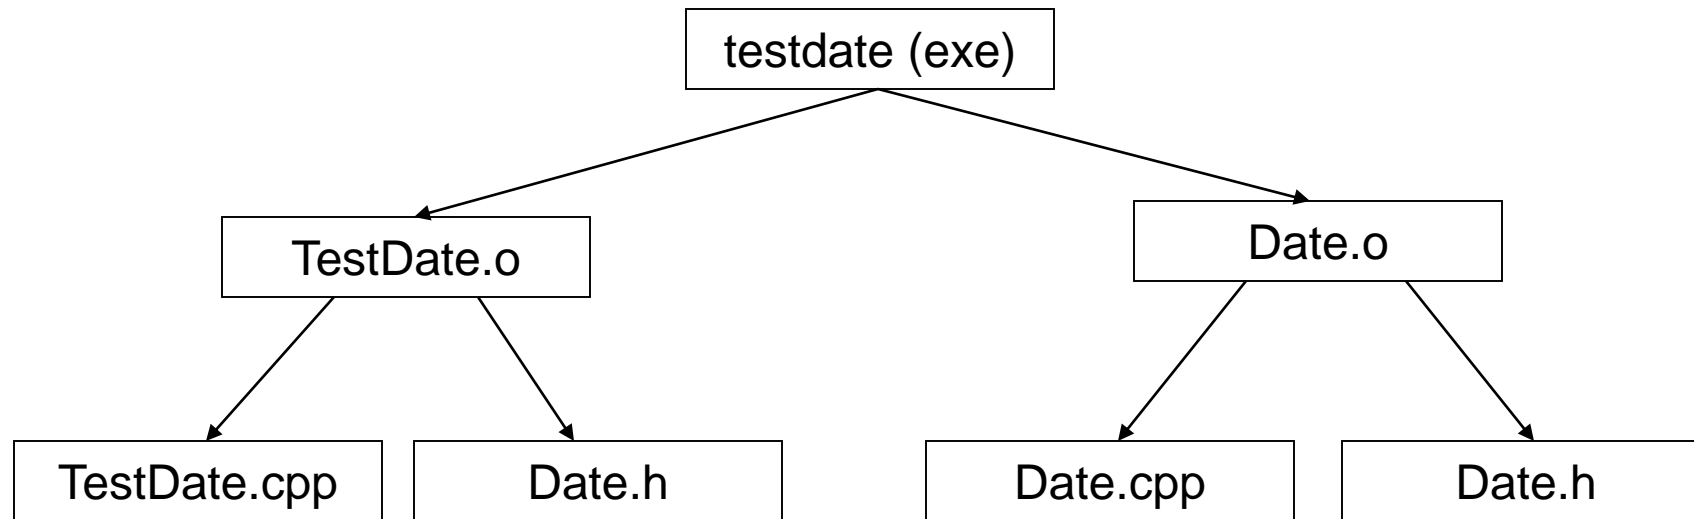 testdate (exe)
TestDate.o
Date.o
TestDate.cpp
Date.h
Date.cpp
Date.h